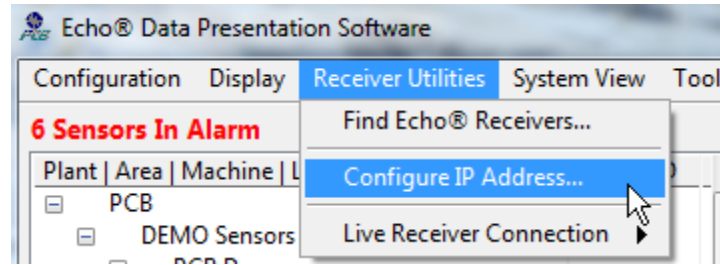 Echo® Data Presentation Software
Configuration Display Receiver Utilities System View Tool
6 Sensors In Alarm
Find Echo® Receivers...
Plant | Area | Machine | L
Configure IP Address...
PCB
DEMO Sensors
Live Receiver Connection